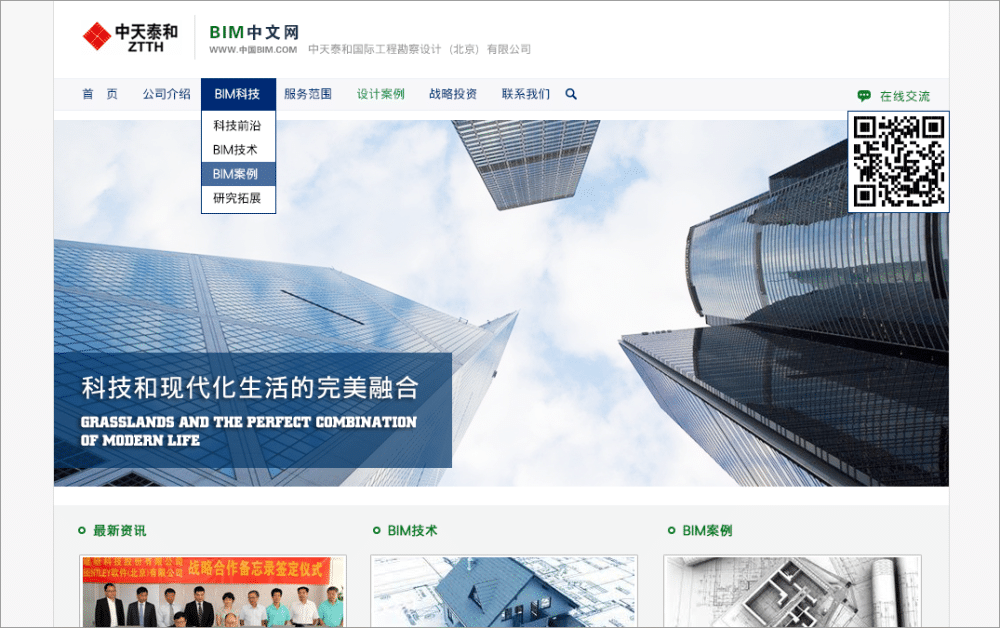 中天泰和
ZTTH
BIM中文网
WWW.中国BIM.COM 中天泰和国际工程勘察设计（北京）有限公司
首 页 公司介绍 BIM科技 服务范围 设计案例 战略投资 联系我们
在线交流
科技前沿
BIM技术
BIM案例
研究拓展
科技和现代化生活的完美融合
GRASSLANDS AND THE PERFECT COMBINATION
OF MODERN LIFE
最新资讯 BIM技术 BIM案例
科技股份有限公司
BENTLEY软件(北京)有限公司 战略合作备忘录签定仪式